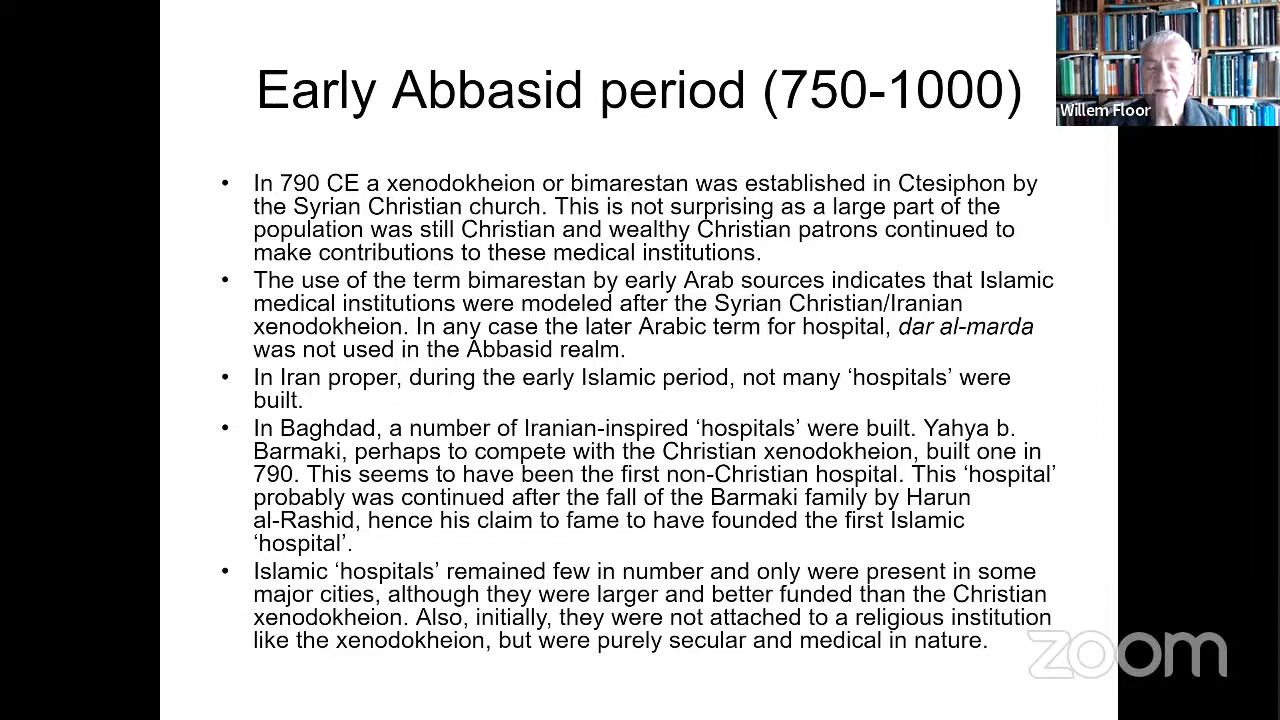 Early Abbasid period (750-1000)
Willem Floor
• In 790 CE a xenodokheion or bimarestan was established in Ctesiphon by
the Syrian Christian church. This is not surprising as a large part of the
population was still Christian and wealthy Christian patrons continued to
make contributions to these medical institutions.
• The use of the term bimarestan by early Arab sources indicates that Islamic
medical institutions were modeled after the Syrian Christian/Iranian
xenodokheion. In any case the later Arabic term for hospital, dar al-marda
was not used in the Abbasid realm.
• In Iran proper, during the early Islamic period, not many ‘hospitals’ were
built.
• In Baghdad, a number of Iranian-inspired ‘hospitals’ were built. Yahya b.
Barmaki, perhaps to compete with the Christian xenodokheion, built one in
790. This seems to have been the first non-Christian hospital. This ‘hospital’
probably was continued after the fall of the Barmaki family by Harun
al-Rashid, hence his claim to fame to have founded the first Islamic
‘hospital’.
• Islamic ‘hospitals’ remained few in number and only were present in some
major cities, although they were larger and better funded than the Christian
xenodokheion. Also, initially, they were not attached to a religious institution
like the xenodokheion, but were purely secular and medical in nature.
zoom